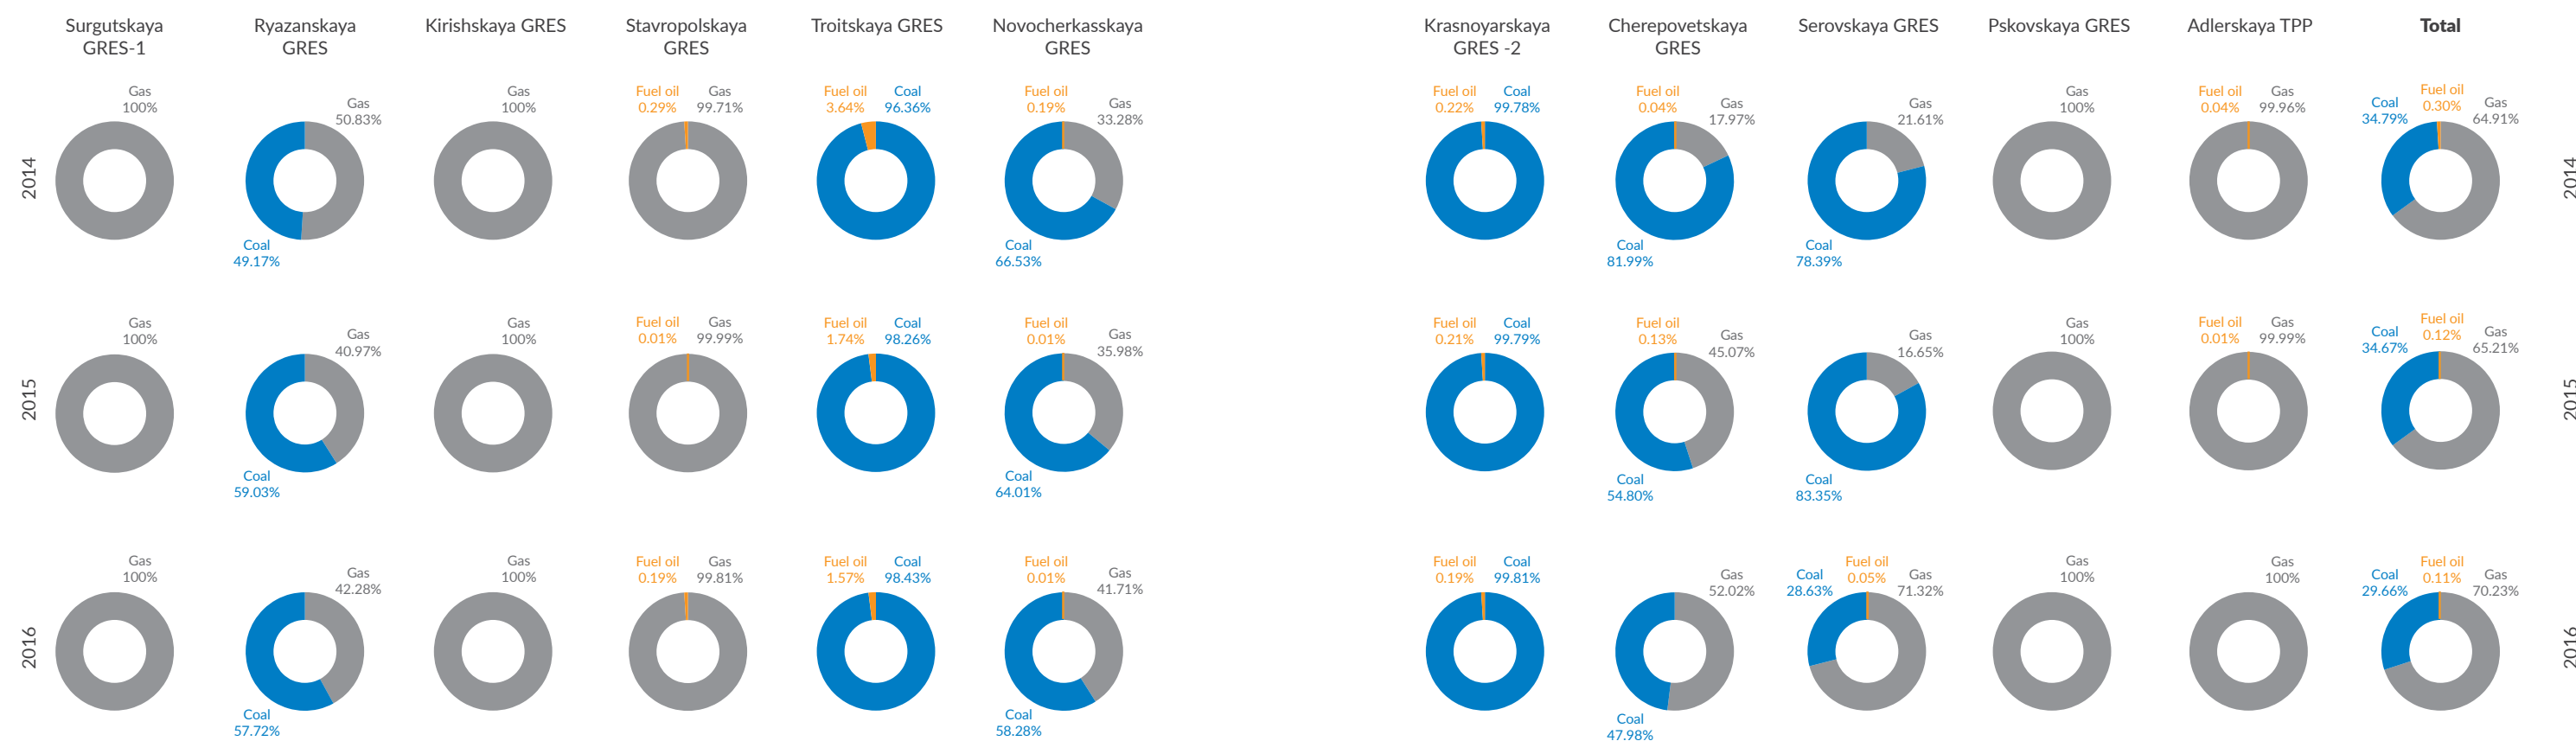 Surgutskaya
GRES-1
Ryazanskaya
GRES
Kirishskaya GRES
Stavropolskaya
GRES
Troitskaya GRES
Novocherkasskaya
GRES
Krasnoyarskaya
GRES -2
Cherepovetskaya
GRES
Serovskaya GRES
Pskovskaya GRES
Adlerskaya TPP
Total
2014
Gas
100%
Gas
50.83%
Coal
49.17%
Gas
100%
Fuel oil
0.29%
Gas
99.71%
Fuel oil
3.64%
Coal
96.36%
Fuel oil
0.19%
Gas
33.28%
Coal
66.53%
Fuel oil
0.22%
Coal
99.78%
Fuel oil
0.04%
Gas
17.97%
Coal
81.99%
Gas
21.61%
Coal
78.39%
Gas
100%
Fuel oil
0.04%
Gas
99.96%
Coal
34.79%
Fuel oil
0.30%
Gas
64.91%
2014
2015
Gas
100%
Gas
40.97%
Coal
59.03%
Gas
100%
Fuel oil
0.01%
Gas
99.99%
Fuel oil
1.74%
Coal
98.26%
Fuel oil
0.01%
Gas
35.98%
Coal
64.01%
Fuel oil
0.21%
Coal
99.79%
Fuel oil
0.13%
Gas
45.07%
Coal
54.80%
Gas
16.65%
Coal
83.35%
Gas
100%
Fuel oil
0.01%
Gas
99.99%
Coal
34.67%
Fuel oil
0.12%
Gas
65.21%
2015
2016
Gas
100%
Gas
42.28%
Coal
57.72%
Gas
100%
Fuel oil
0.19%
Gas
99.81%
Fuel oil
1.57%
Coal
98.43%
Fuel oil
0.01%
Gas
41.71%
Coal
58.28%
Fuel oil
0.19%
Coal
99.81%
Gas
52.02%
Coal
47.98%
Coal
28.63%
Fuel oil
0.05%
Gas
71.32%
Gas
100%
Gas
100%
Coal
29.66%
Fuel oil
0.11%
Gas
70.23%
2016